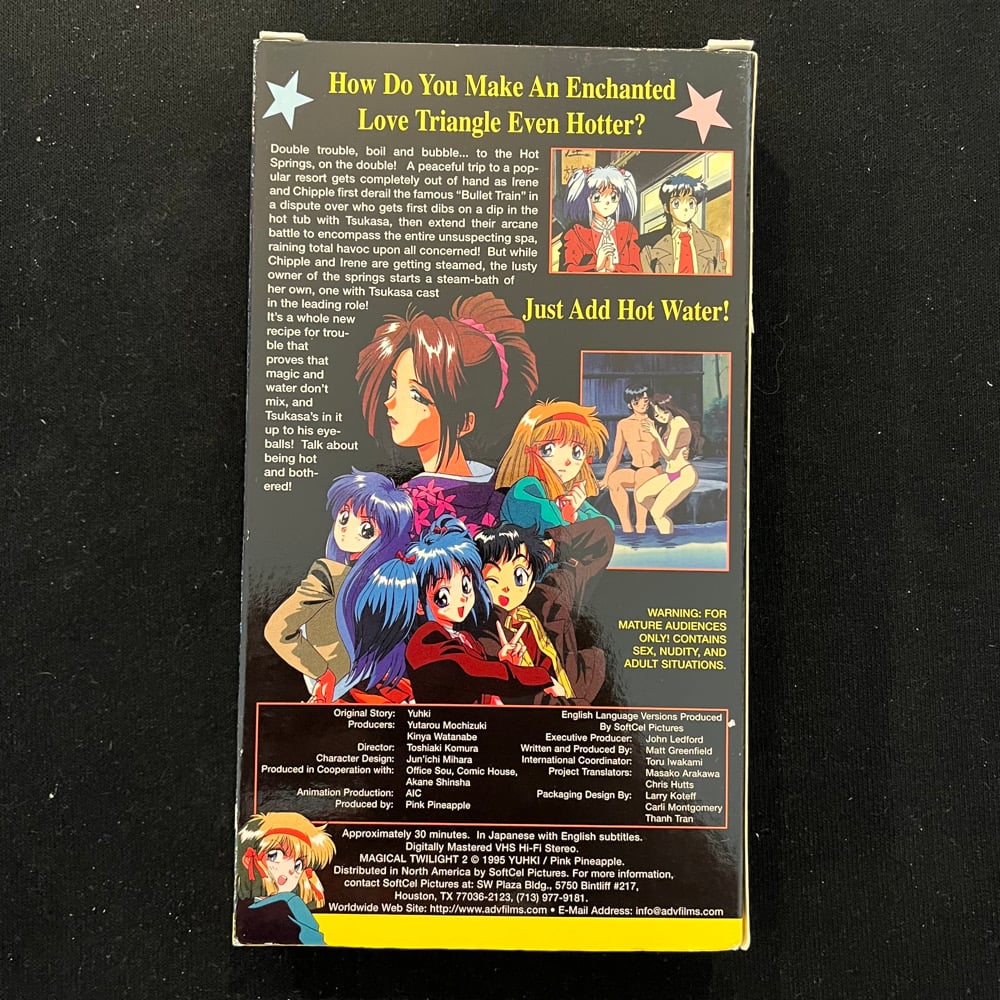 How Do You Make An Enchanted
Love Triangle Even Hotter?
Double trouble, boil and bubble... to the Hot
Springs, on the double! A peaceful trip to a pop-
ular resort gets completely out of hand as Irene
and Chipple first derail the famous "Bullet Train" in
a dispute over who gets first dibs on a dip in the
hot tub with Tsukasa, then extend their arcane
battle to encompass the entire unsuspecting spa,
raining total havoc upon all concerned! But while
Chipple and Irene are getting steamed, the lusty
owner of the springs starts a steam-bath of
her own, one with Tsukasa cast
in the leading role!
It's a whole new
recipe for trou-
ble that
proves that
magic and
water don't
mix, and
Tsukasa's in it
up to his eye-
balls! Talk about
being hot
and both-
ered!
Just Add Hot Water!
WARNING: FOR
MATURE AUDIENCES
ONLY! CONTAINS
SEX, NUDITY, AND
ADULT SITUATIONS.
Original Story: Yuhki
Producers: Yutarou Mochizuki
Kinya Watanabe
Director: Toshiaki Komura
Character Design: Jun'ichi Mihara
Produced in Cooperation with: Office Sou, Comic House,
Akane Shinsha
Animation Production: AIC
Produced by: Pink Pineapple
English Language Versions Produced
By SoftCel Pictures
Executive Producer: John Ledford
Written and Produced By: Matt Greenfield
International Coordinator: Toru Iwakami
Project Translators: Masako Arakawa
Chris Hutts
Packaging Design By: Larry Koteff
Carli Montgomery
Thanh Tran
Approximately 30 minutes. In Japanese with English subtitles.
Digitally Mastered VHS Hi-Fi Stereo.
MAGICAL TWILIGHT 2 © 1995 YUHKI / Pink Pineapple.
Distributed in North America by SoftCel Pictures. For more information,
contact SoftCel Pictures at: SW Plaza Bldg., 5750 Bintliff #217,
Houston, TX 77036-2123, (713) 977-9181.
Worldwide Web Site: http://www.advfilms.com • E-Mail Address: info@advfilms.com